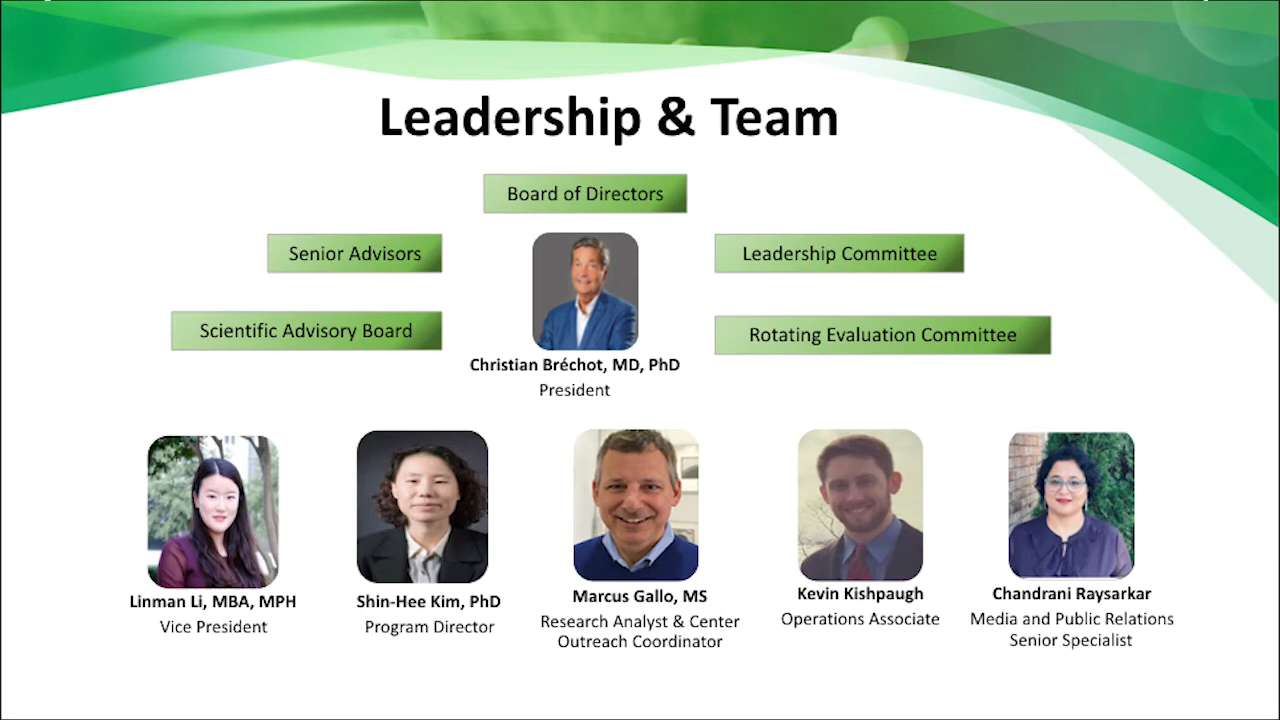 Leadership & Team
Board of Directors
Senior Advisors
Leadership Committee
Scientific Advisory Board
Rotating Evaluation Committee
Christian Bréchot, MD, PhD
President
Linman Li, MBA, MPH
Vice President
Shin-Hee Kim, PhD
Program Director
Marcus Gallo, MS
Research Analyst & Center
Outreach Coordinator
Kevin Kishpaugh
Operations Associate
Chandrani Raysarkar
Media and Public Relations
Senior Specialist